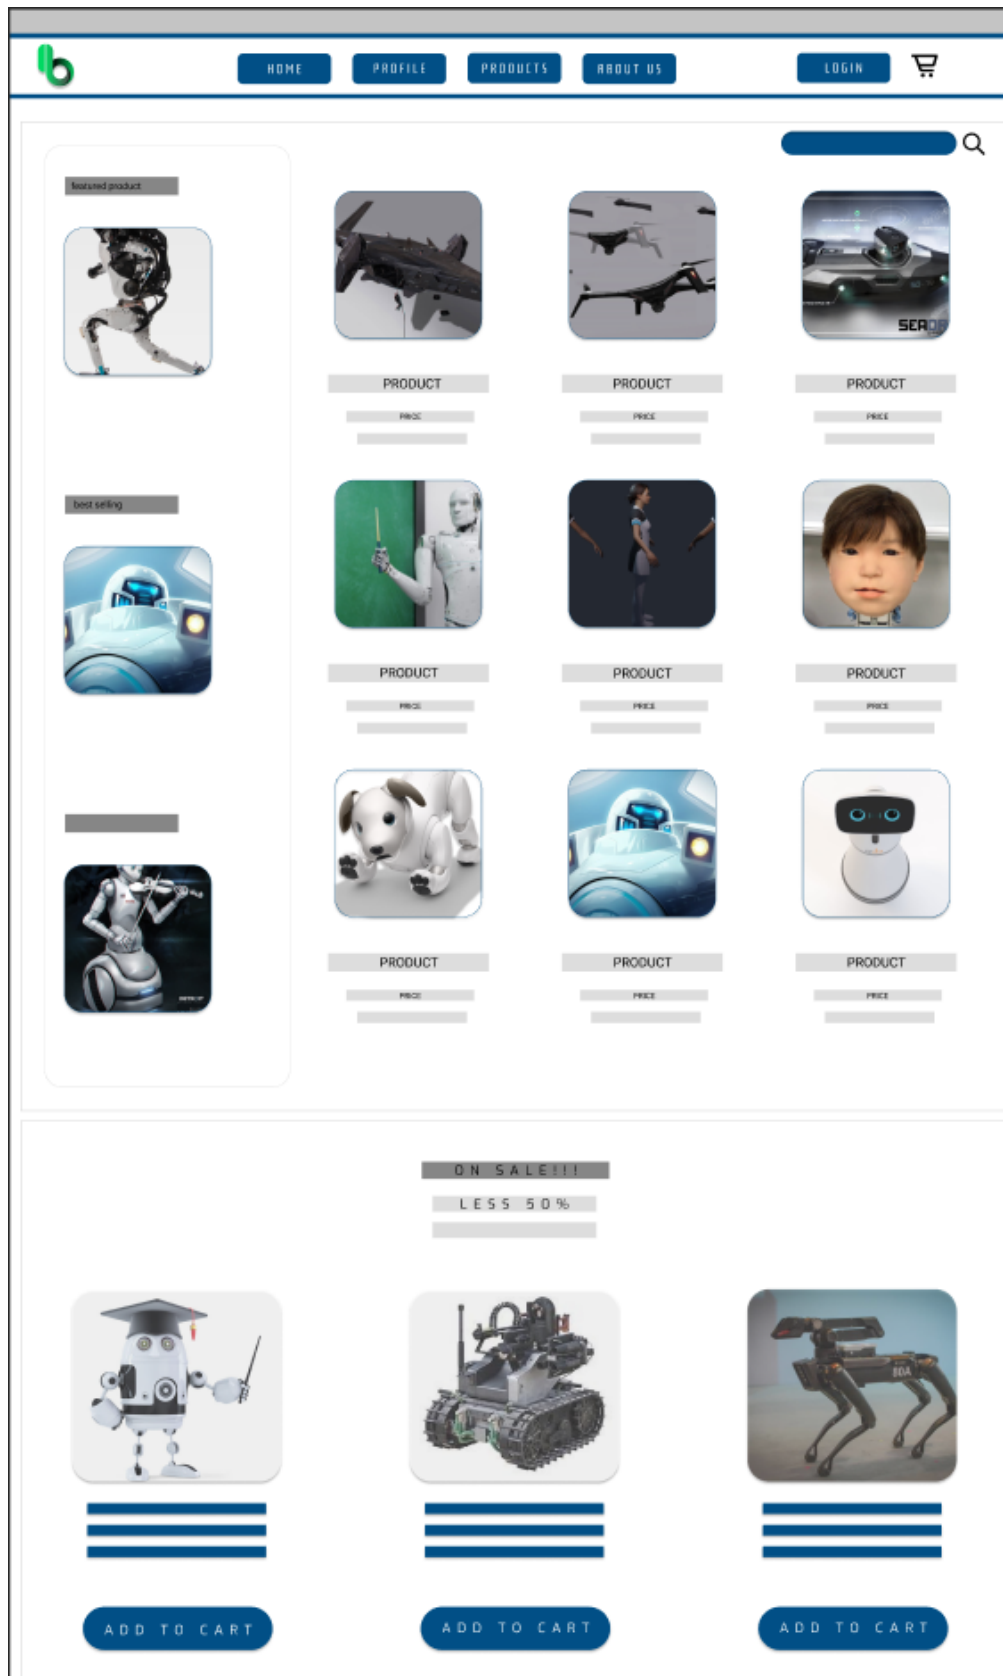 HOME PROFILE PRODUCTS ABOUT US LOGIN
featured product
SEADR
PRODUCT PRODUCT PRODUCT
PRICE PRICE PRICE
best selling
PRODUCT PRODUCT PRODUCT
PRICE PRICE PRICE
PRODUCT PRODUCT PRODUCT
PRICE PRICE PRICE
ON SALE!!!
LESS 50%
BDA
ADD TO CART ADD TO CART ADD TO CART